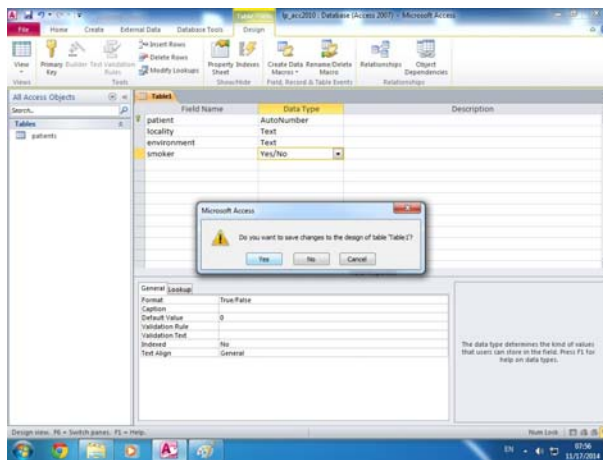 Table Tools
lp_acc2010 : Database (Access 2007) - Microsoft Access
File Home Create External Data Database Tools Design
View
Primary Key
Builder
Test Validation Rules
Insert Rows
Delete Rows
Modify Lookups
Property Sheet
Indexes
Create Data Macros
Rename/Delete Macro
Relationships
Object Dependencies
Views Tools Show/Hide Field, Record & Table Events Relationships
All Access Objects
Search...
Tables
patients
Table1
Field Name Data Type Description
patient AutoNumber
locality Text
environment Text
smoker Yes/No
Microsoft Access
Do you want to save changes to the design of table 'Table1'?
Yes No Cancel
General Lookup
Format True/False
Caption
Default Value 0
Validation Rule
Validation Text
Indexed No
Text Align General
The data type determines the kind of values
that users can store in the field. Press F1 for
help on data types.
Design view. F6 = Switch panes. F1 = Help.
Num Lock
EN
07:56
11/17/2014